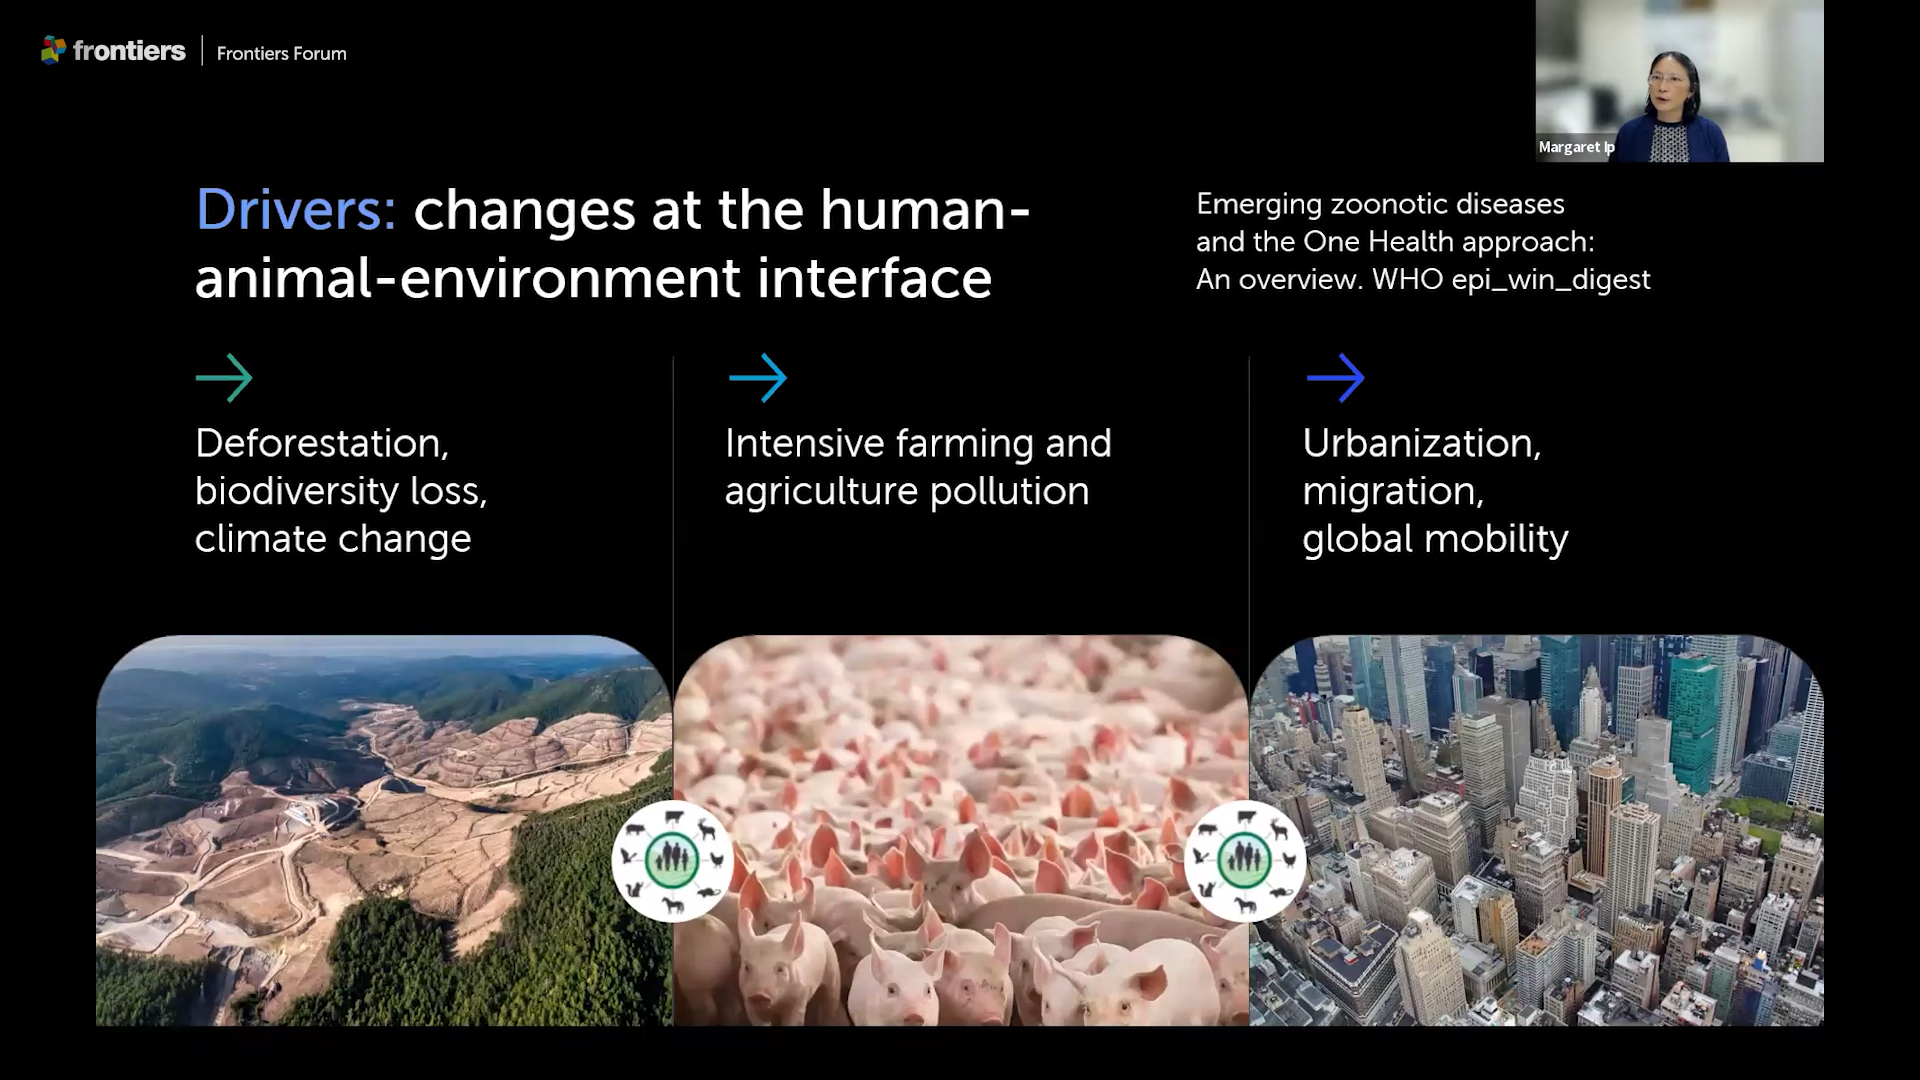 frontiers
Frontiers Forum
Margaret Ip
Drivers: changes at the human-
animal-environment interface
Emerging zoonotic diseases
and the One Health approach:
An overview. WHO epi_win_digest
Deforestation,
biodiversity loss,
climate change
Intensive farming and
agriculture pollution
Urbanization,
migration,
global mobility